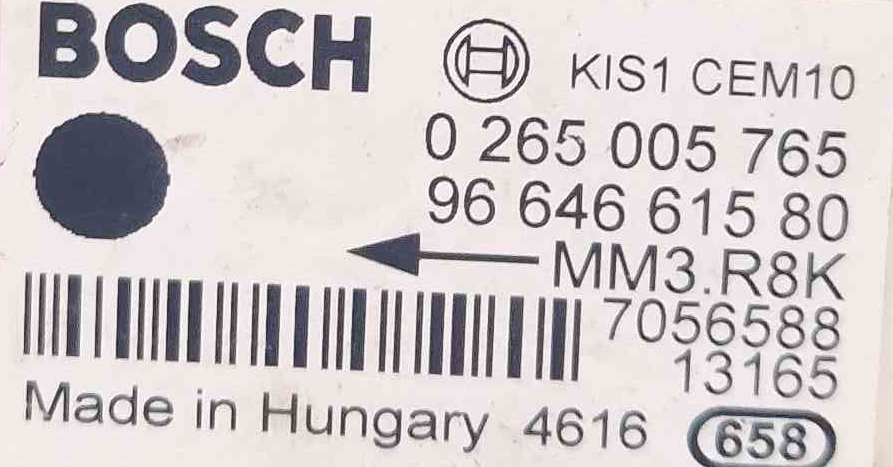 BOSCH
KIS1 CEM10
0 265 005 765
96 646 615 80
MM3.R8K
7056588
13165
Made in Hungary 4616 658